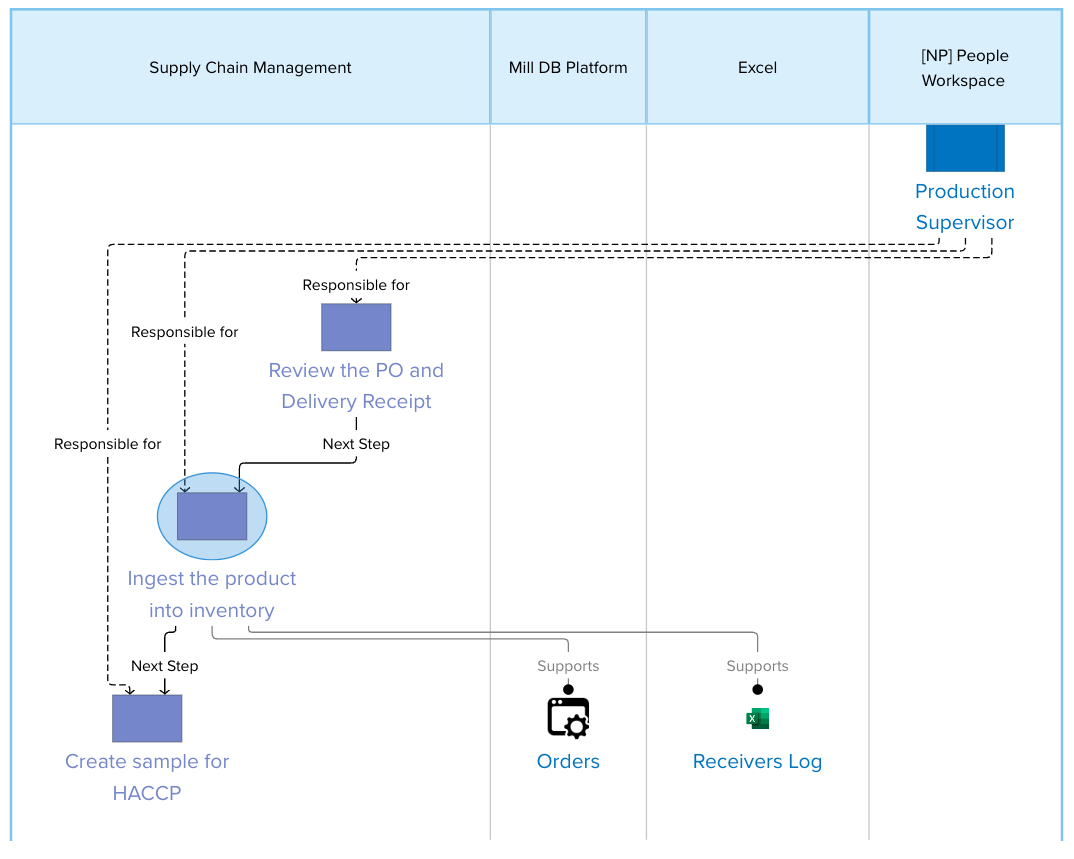 Supply Chain Management
Mill DB Platform
Excel
[NP] People
Workspace
Production
Supervisor
Responsible for
Responsible for
Review the PO and
Delivery Receipt
Responsible for
Next Step
Ingest the product
into inventory
Next Step
Supports
Supports
X
Create sample for
HACCP
Orders
Receivers Log